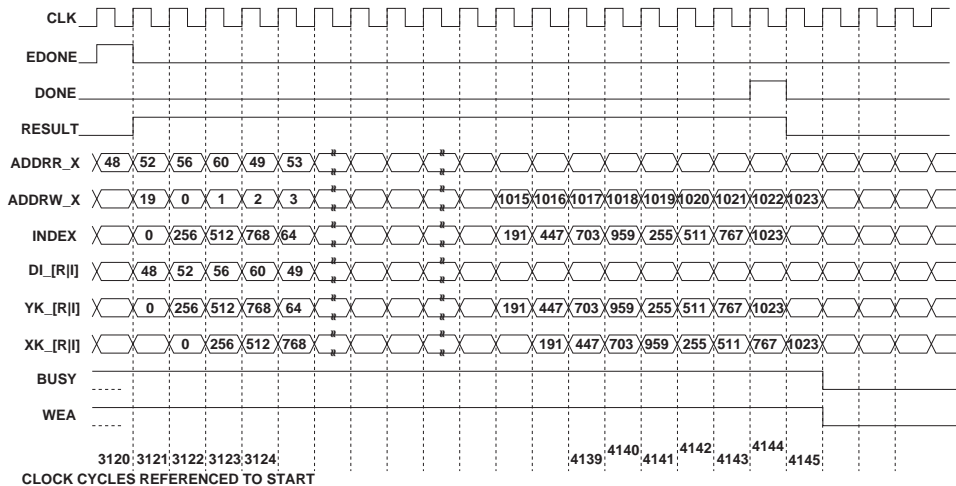 CLK
EDONE
DONE
RESULT
ADDRR_X 48 52 56 60 49 53
ADDRW_X 19 0 1 2 3 1015 1016 1017 1018 1019 1020 1021 1022 1023
INDEX 0 256 512 768 64 191 447 703 959 255 511 767 1023
DI_[R|I] 48 52 56 60 49
YK_[R|I] 0 256 512 768 64 191 447 703 959 255 511 767 1023
XK_[R|I] 0 256 512 768 191 447 703 959 255 511 767 1023
BUSY
WEA
3120 3121 3122 3123 3124 4139 4140 4141 4142 4143 4144 4145
CLOCK CYCLES REFERENCED TO START